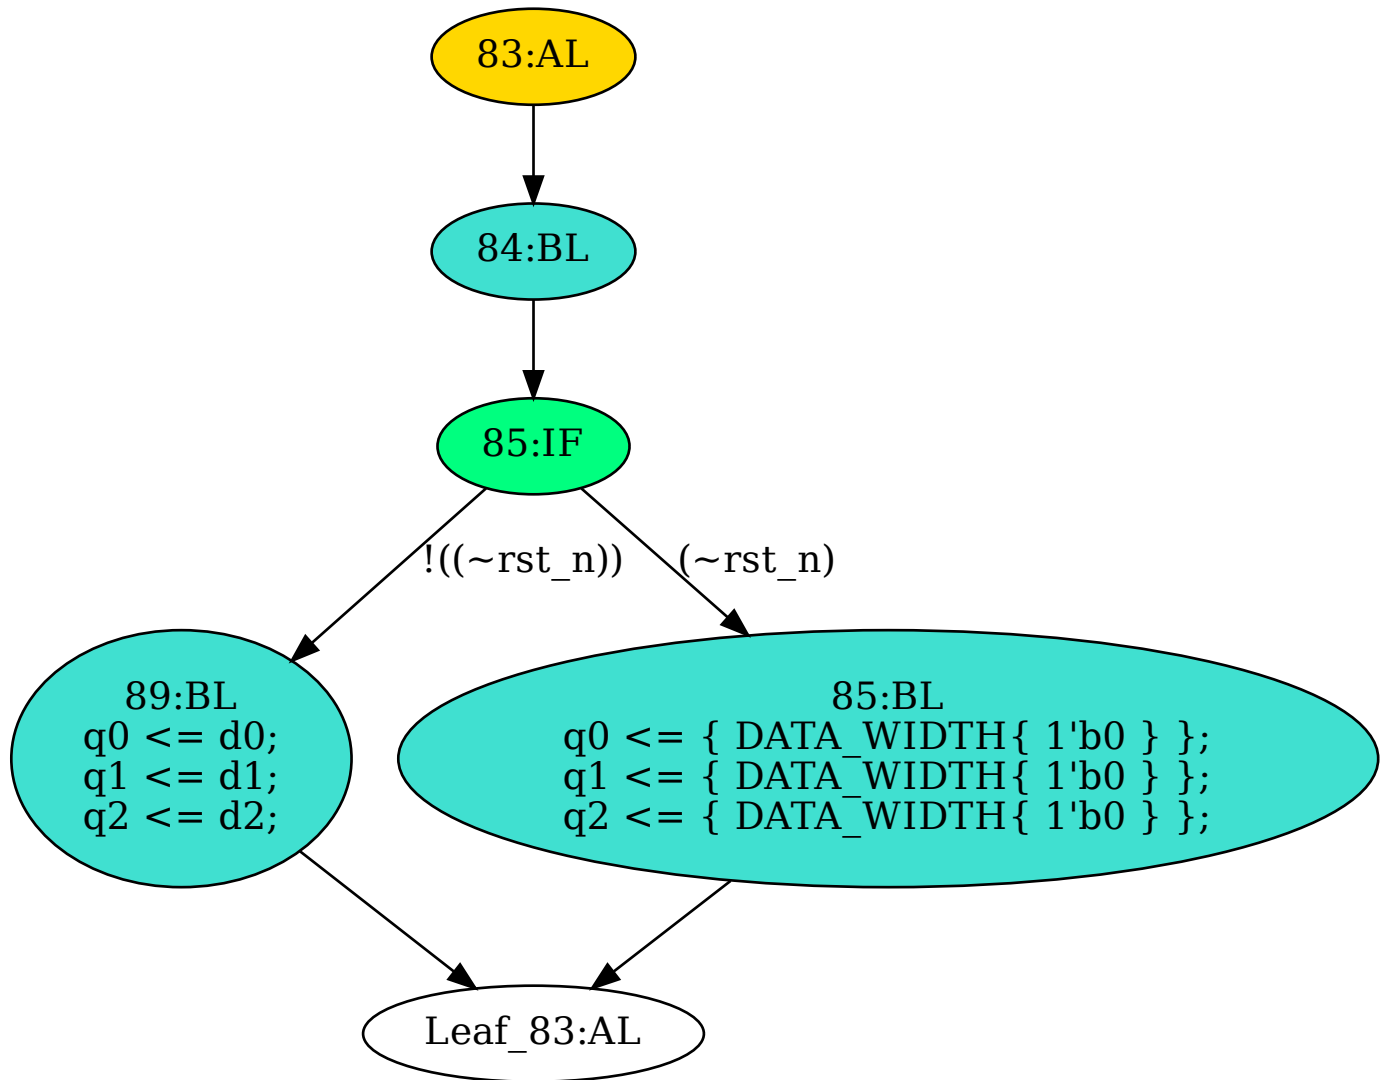 83:AL
84:BL
85:IF
!((~rst_n))
(~rst_n)
89:BL
q0 <= d0;
q1 <= d1;
q2 <= d2;
85:BL
q0 <= { DATA_WIDTH{ 1'b0 } };
q1 <= { DATA_WIDTH{ 1'b0 } };
q2 <= { DATA_WIDTH{ 1'b0 } };
Leaf_83:AL